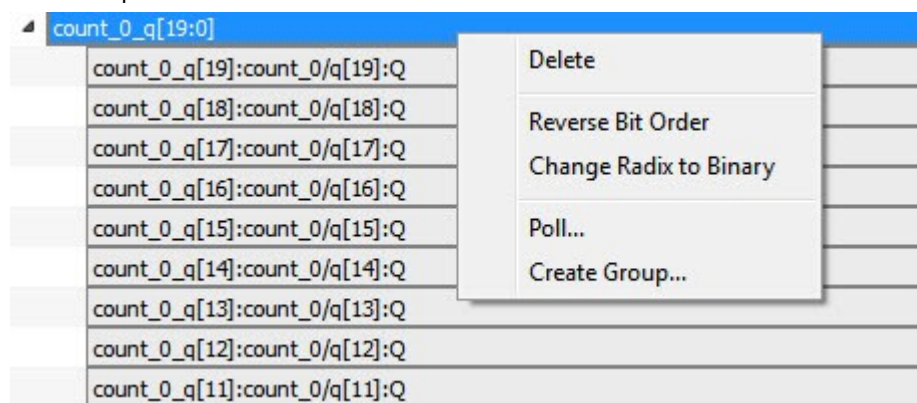 count_0_q[19:0]
count_0_q[19]:count_0/q[19]:Q
count_0_q[18]:count_0/q[18]:Q
count_0_q[17]:count_0/q[17]:Q
count_0_q[16]:count_0/q[16]:Q
count_0_q[15]:count_0/q[15]:Q
count_0_q[14]:count_0/q[14]:Q
count_0_q[13]:count_0/q[13]:Q
count_0_q[12]:count_0/q[12]:Q
count_0_q[11]:count_0/q[11]:Q
Delete
Reverse Bit Order
Change Radix to Binary
Poll...
Create Group...